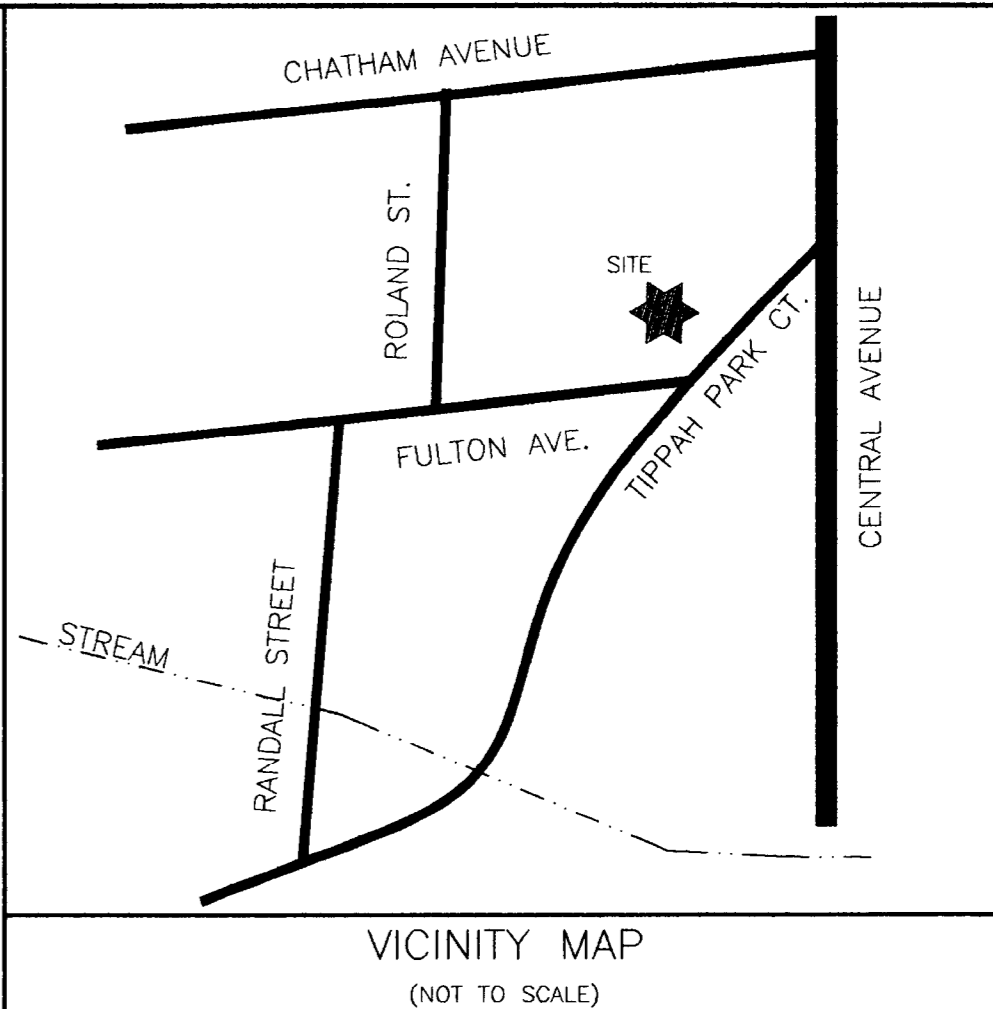 CHATHAM AVENUE
ROLAND ST.
SITE
TIPPAH PARK CT.
CENTRAL AVENUE
FULTON AVE.
RANDALL STREET
STREAM
VICINITY MAP
(NOT TO SCALE)